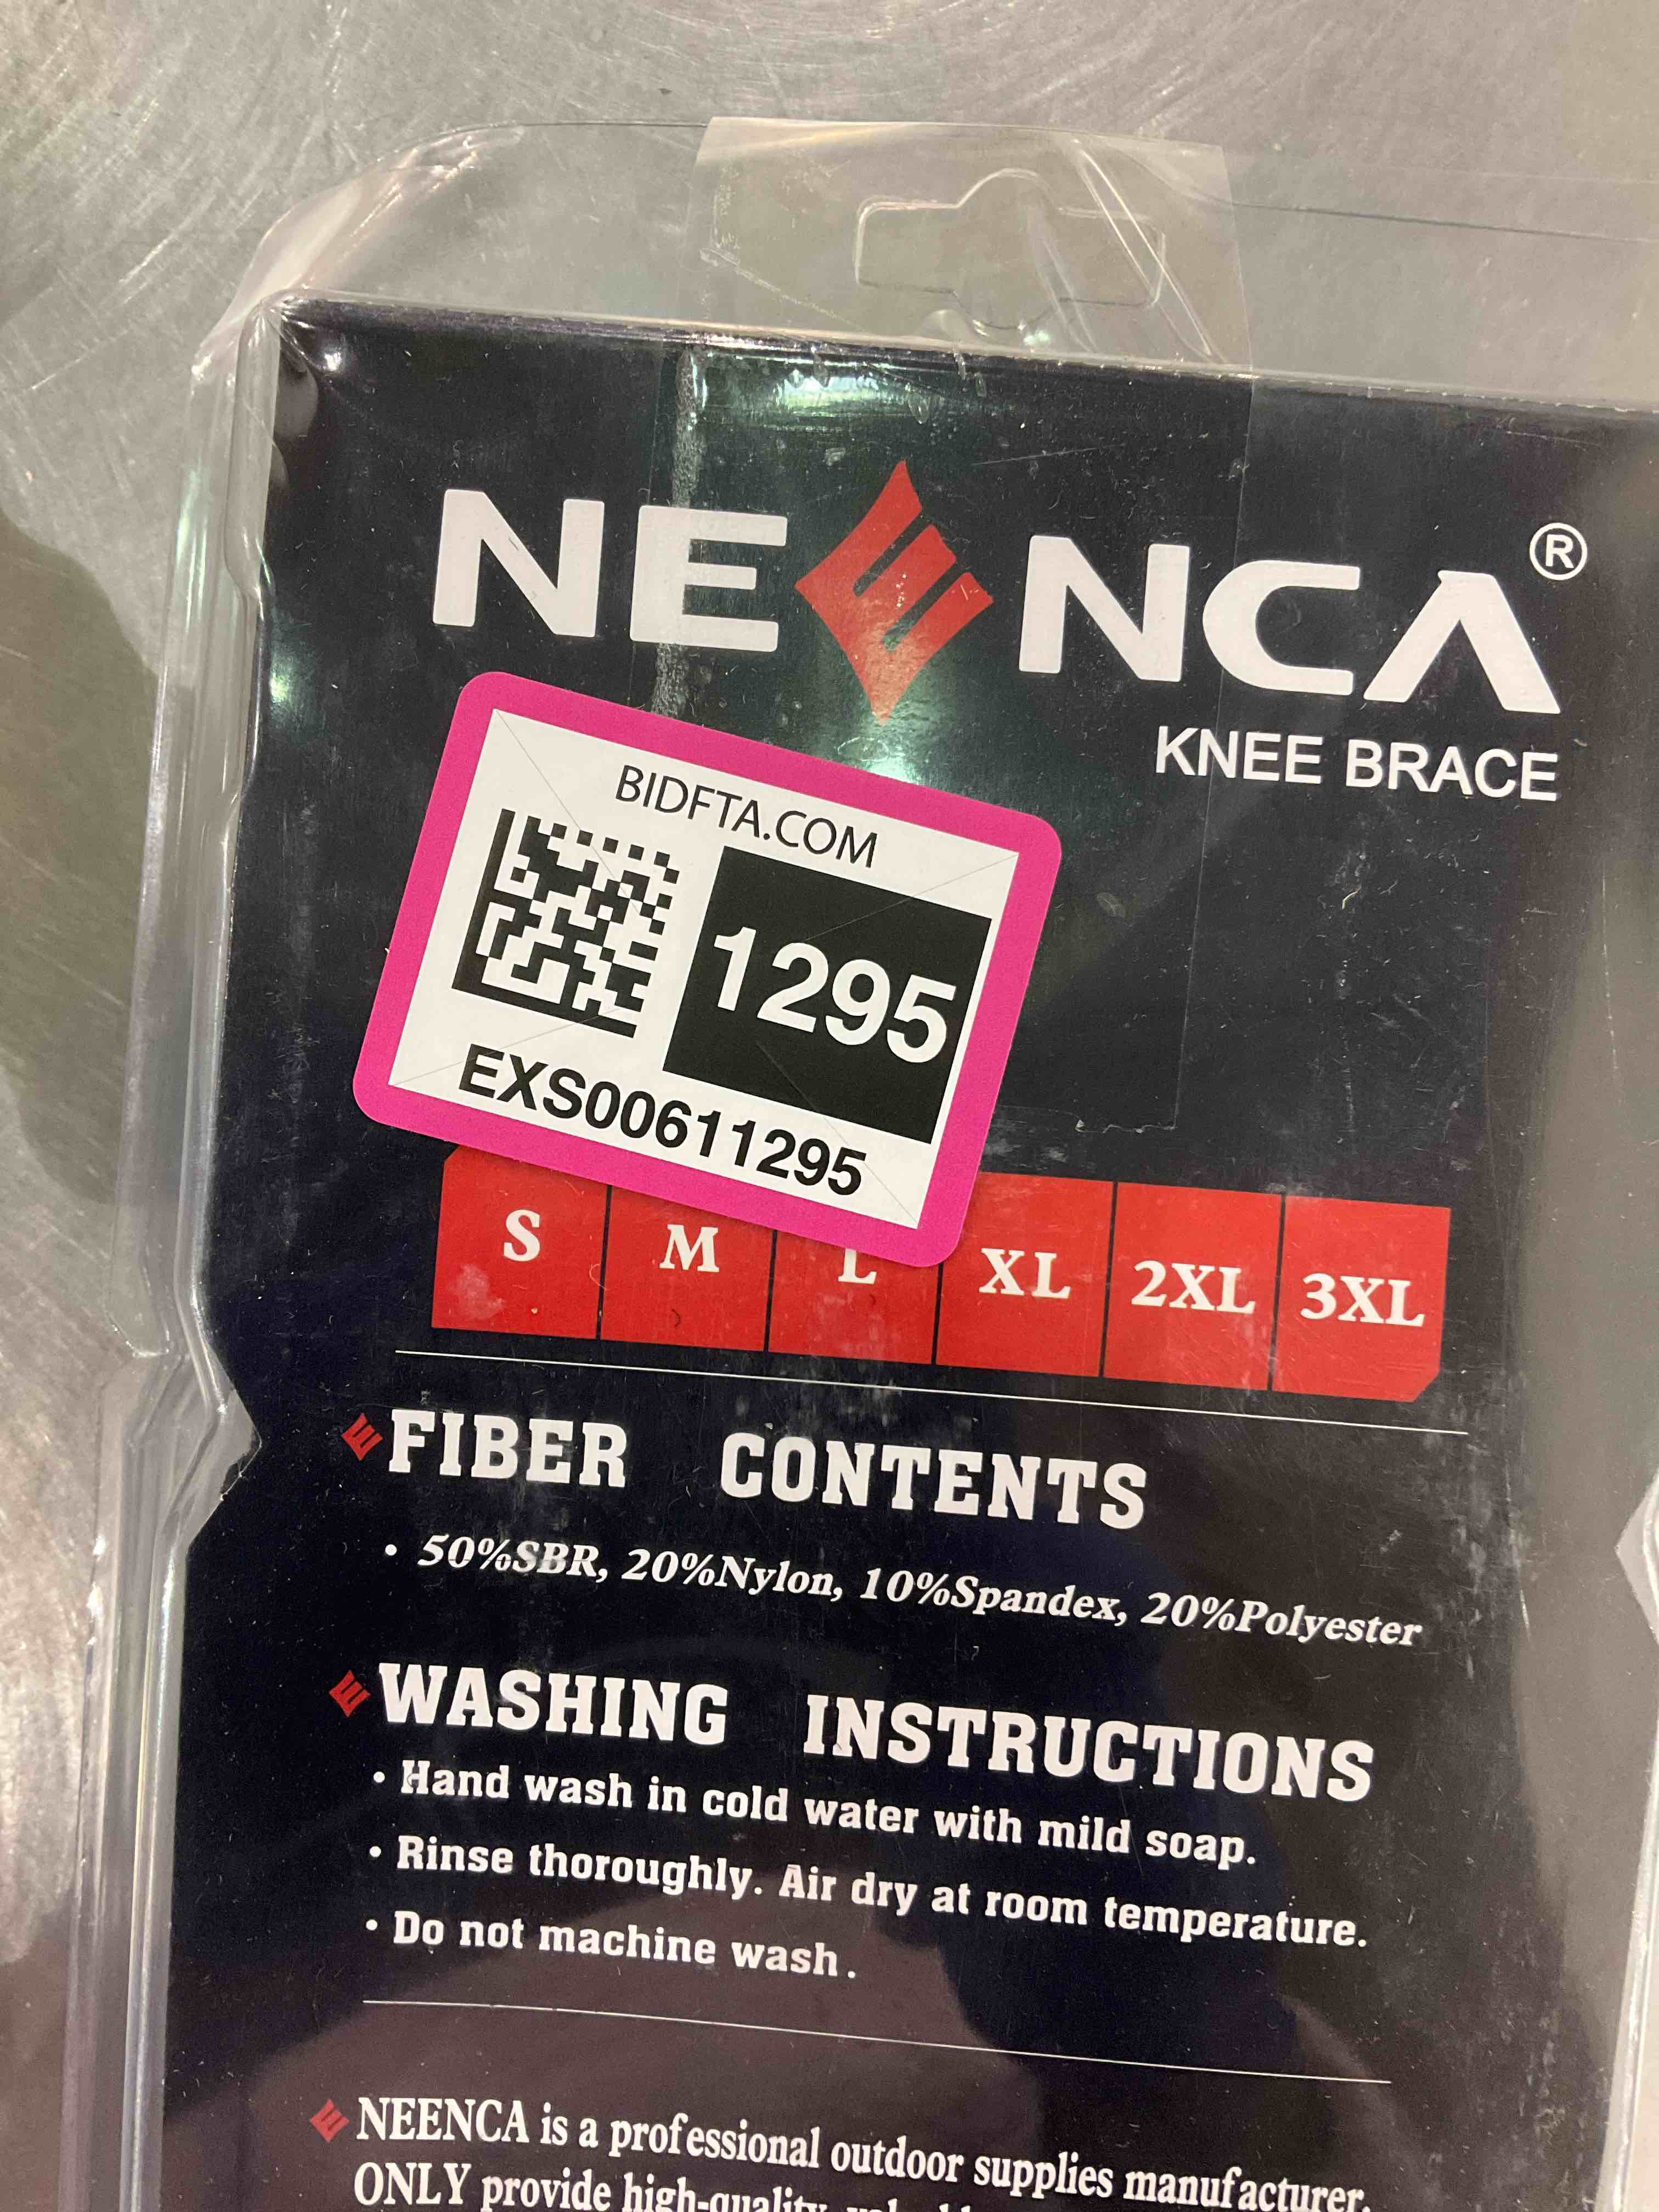 NEENCA®
KNEE BRACE
BIDFTA.COM
1295
EXS00611295
S M L XL 2XL 3XL
FIBER CONTENTS
• 50%SBR, 20%Nylon, 10%Spandex, 20%Polyester
WASHING INSTRUCTIONS
• Hand wash in cold water with mild soap.
• Rinse thoroughly. Air dry at room temperature.
• Do not machine wash.
NEENCA is a professional outdoor supplies manufacturer.
ONLY provide high-quality,